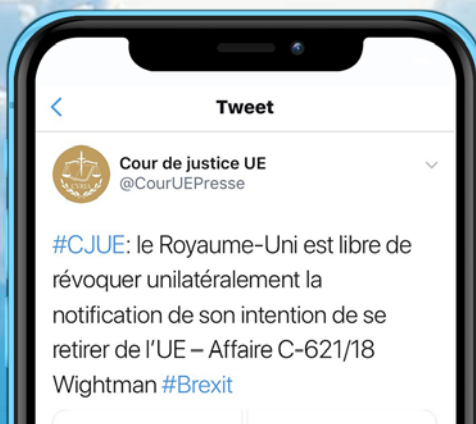 Tweet
Cour de justice UE
@CourUEPresse
#CJUE: le Royaume-Uni est libre de
révoquer unilatéralement la
notification de son intention de se
retirer de l'UE – Affaire C-621/18
Wightman #Brexit